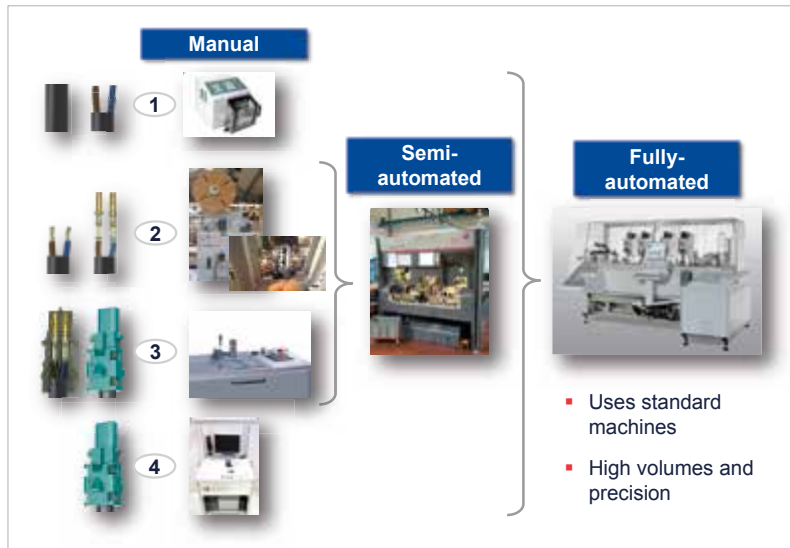 Manual
1
2
3
4
Semi-
automated
Fully-
automated
Uses standard
machines
High volumes and
precision